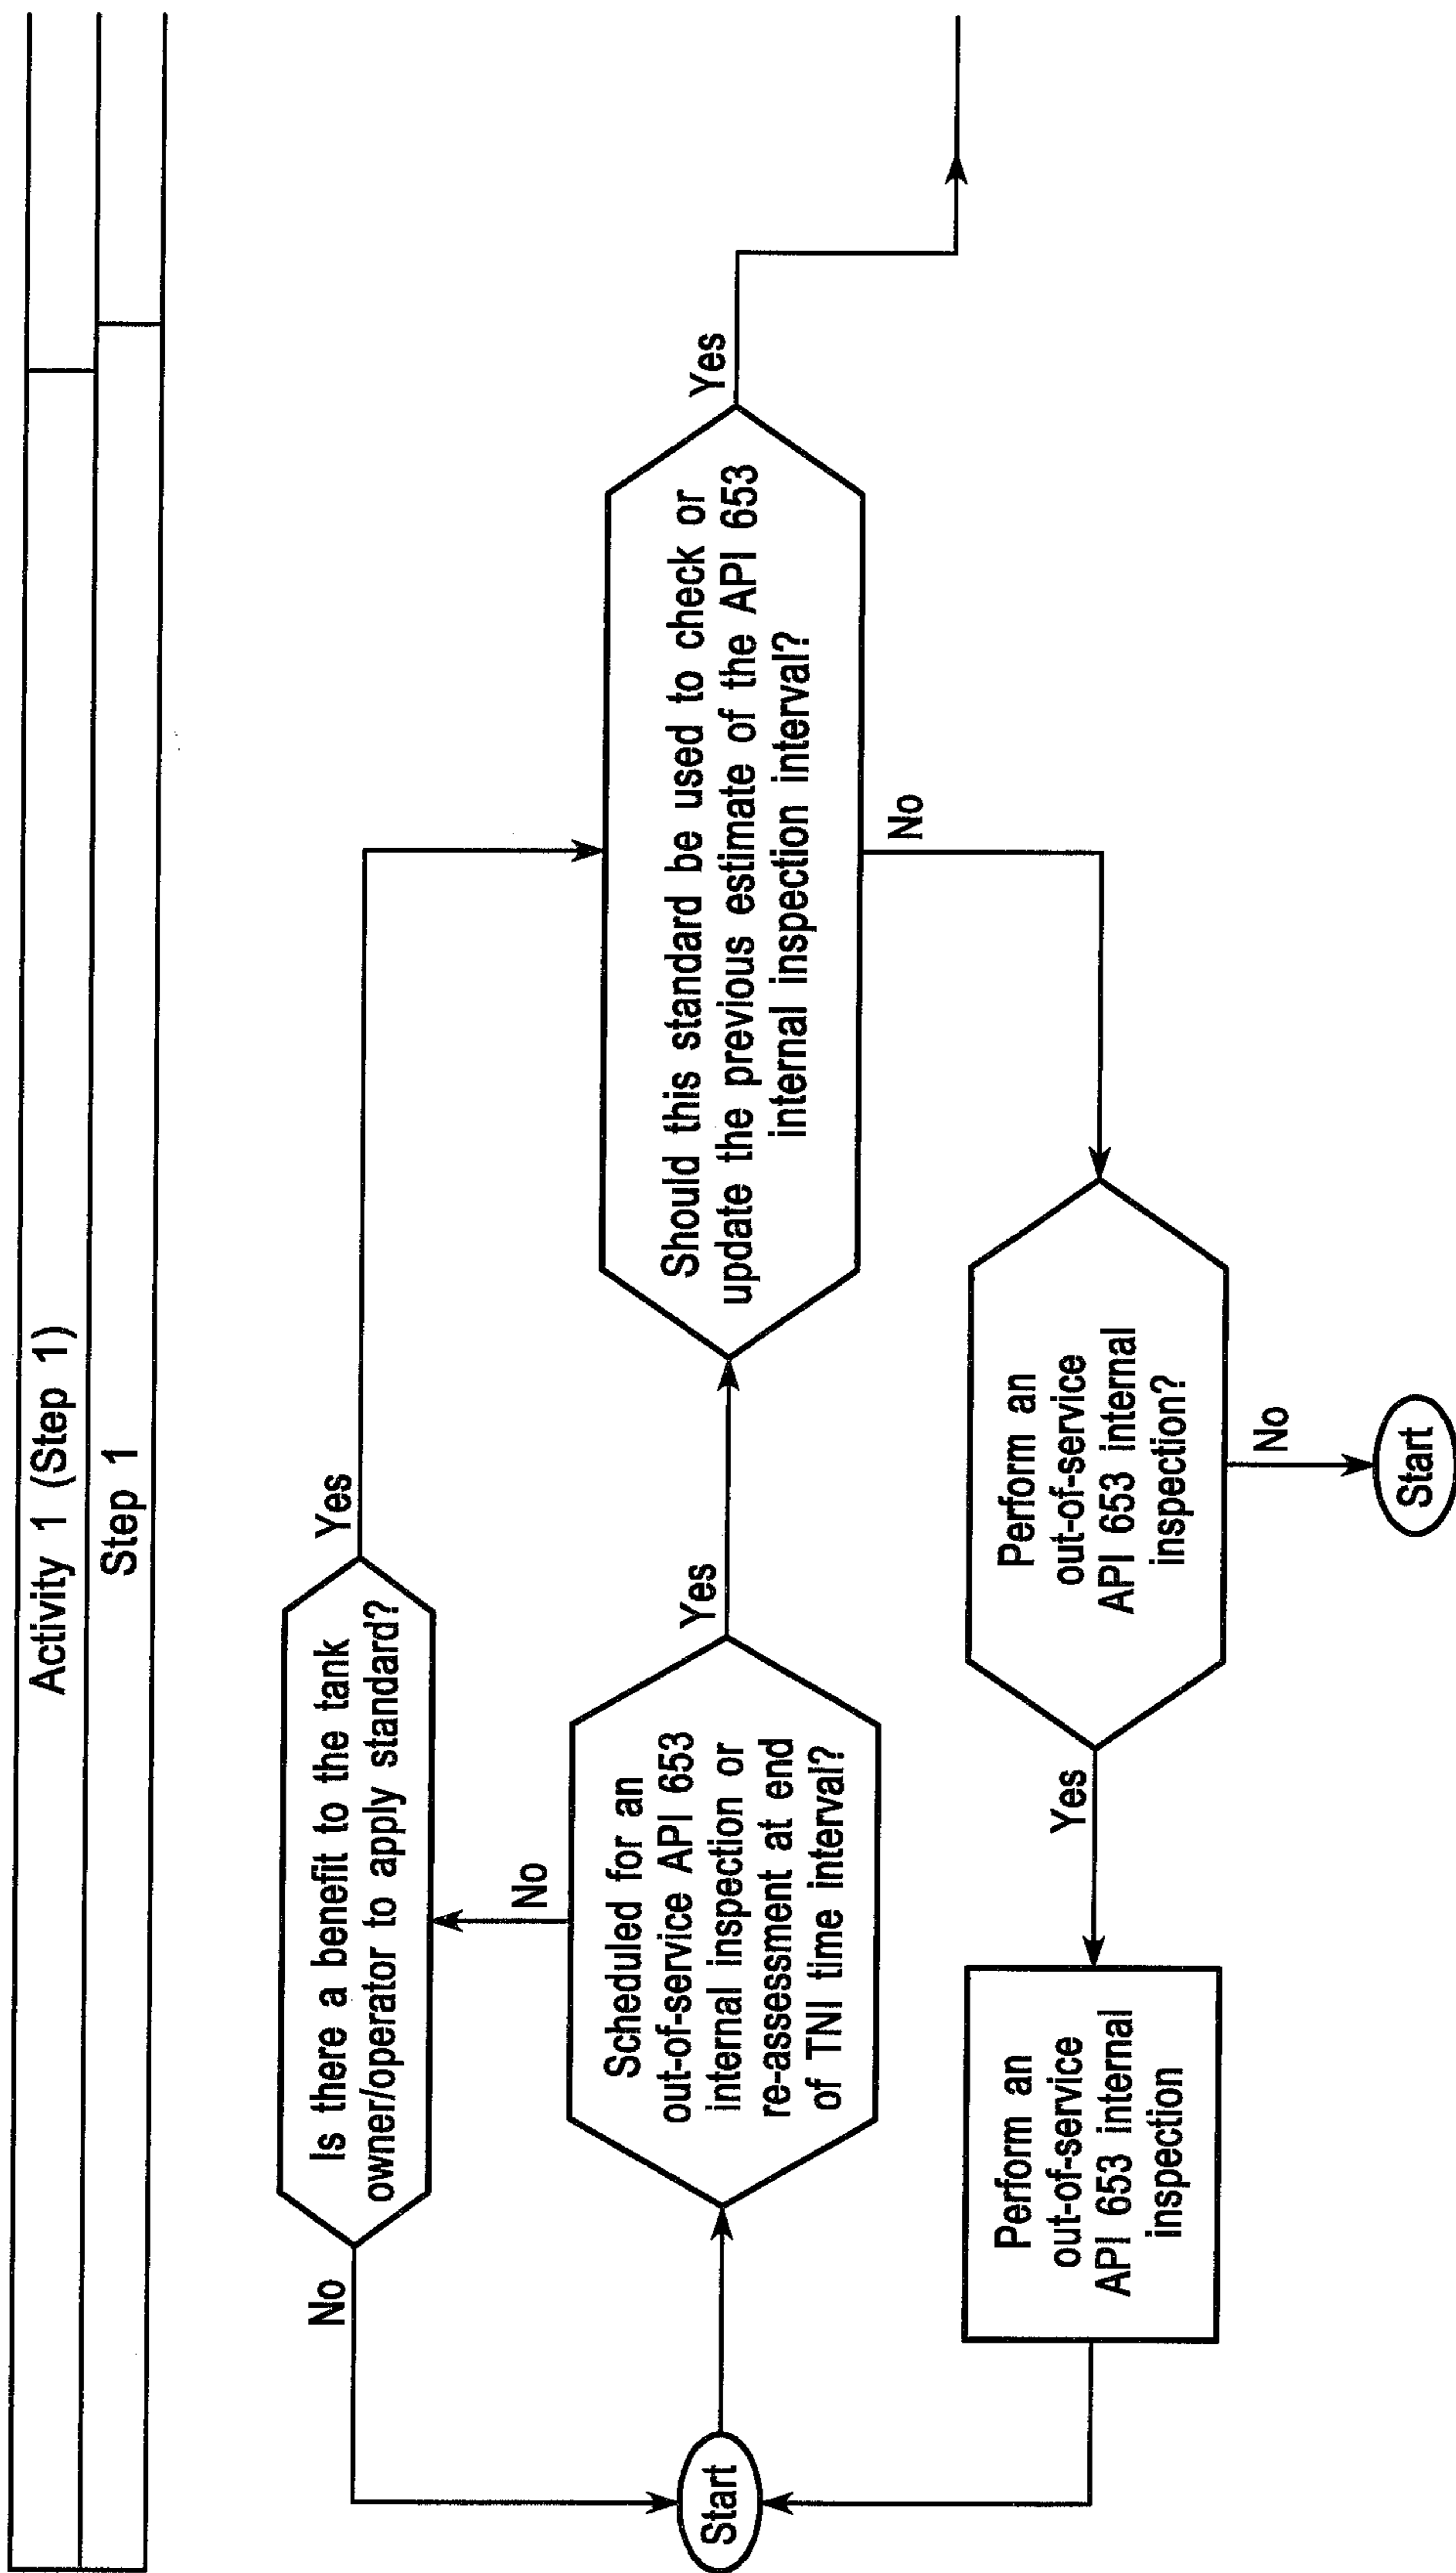 Activity 1 (Step 1)
Step 1
No
Is there a benefit to the tank
owner/operator to apply standard?
Yes
No
Start
Scheduled for an
out-of-service API 653
internal inspection or
re-assessment at end
of TNI time interval?
Yes
Should this standard be used to check or
update the previous estimate of the API 653
internal inspection interval?
Yes
No
Perform an
out-of-service
API 653 internal
inspection
Yes
Perform an
out-of-service
API 653 internal
inspection?
No
Start